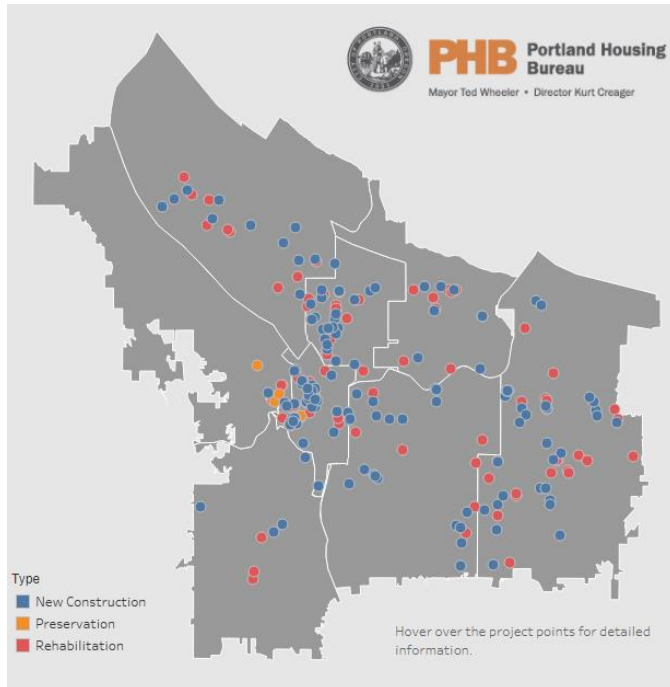 PHB
Portland Housing
Bureau
Mayor Ted Wheeler • Director Kurt Creager
Type
New Construction
Preservation
Rehabilitation
Hover over the project points for detailed
information.